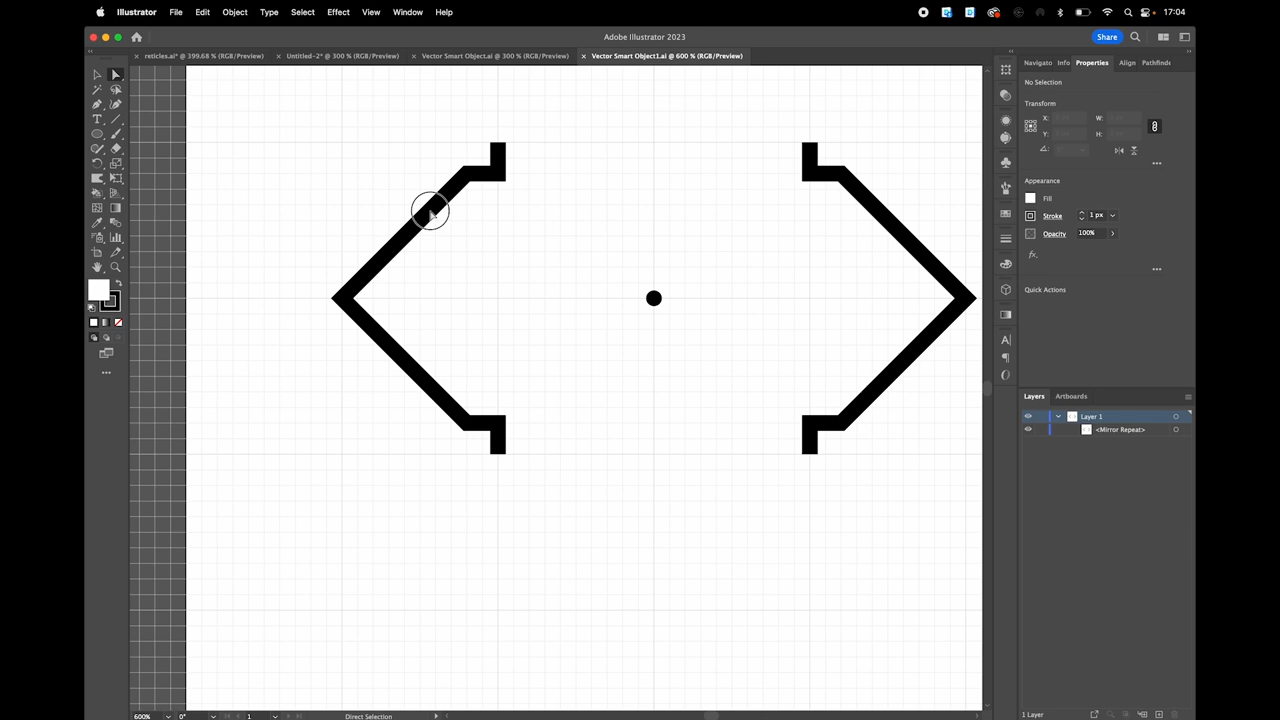 Illustrator File Edit Object Type Select Effect View Window Help 17:04
Adobe Illustrator 2023
Share
reticles.ai* @ 399.68 % (RGB/Preview) Untitled-2* @ 300 % (RGB/Preview) Vector Smart Object.ai @ 300 % (RGB/Preview) Vector Smart Object1.ai @ 600 % (RGB/Preview)
Navigato Info Properties Align Pathfinde
No Selection
Transform
X: W:
Y: H:
Appearance
Fill
Stroke 1 px
Opacity 100%
fx.
Quick Actions
Layers Artboards
Layer 1
<Mirror Repeat>
600% 0° 1 Direct Selection
1 Layer